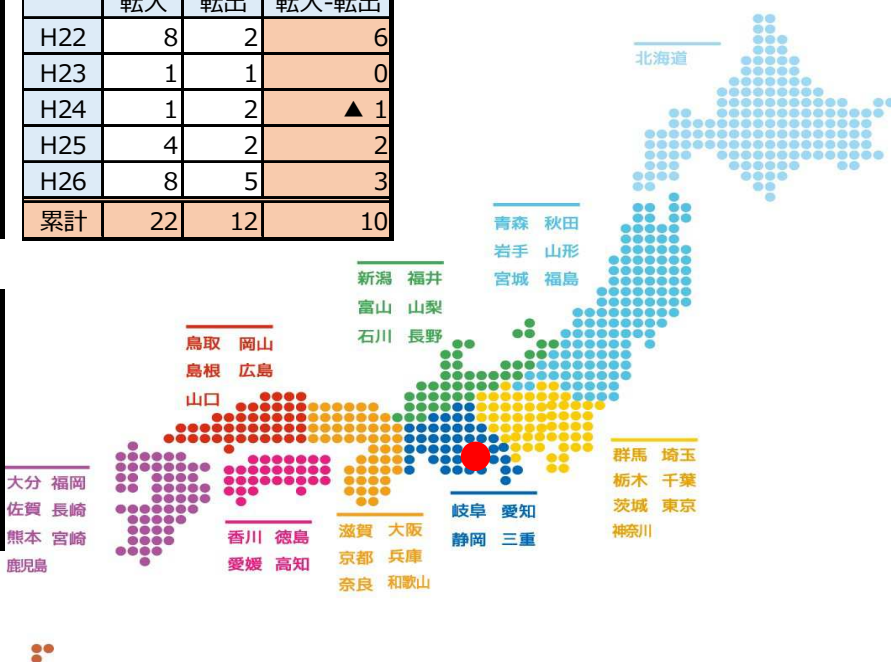 転入 転出 転入-転出
H22 8 2 6
H23 1 1 0
H24 1 2 ▲ 1
H25 4 2 2
H26 8 5 3
累計 22 12 10
北海道
青森 秋田
岩手 山形
宮城 福島
新潟 福井
富山 山梨
石川 長野
鳥取 岡山
島根 広島
山口
群馬 埼玉
栃木 千葉
茨城 東京
神奈川
大分 福岡
佐賀 長崎
熊本 宮崎
鹿児島
岐阜 愛知
静岡 三重
香川 徳島
愛媛 高知
滋賀 大阪
京都 兵庫
奈良 和歌山